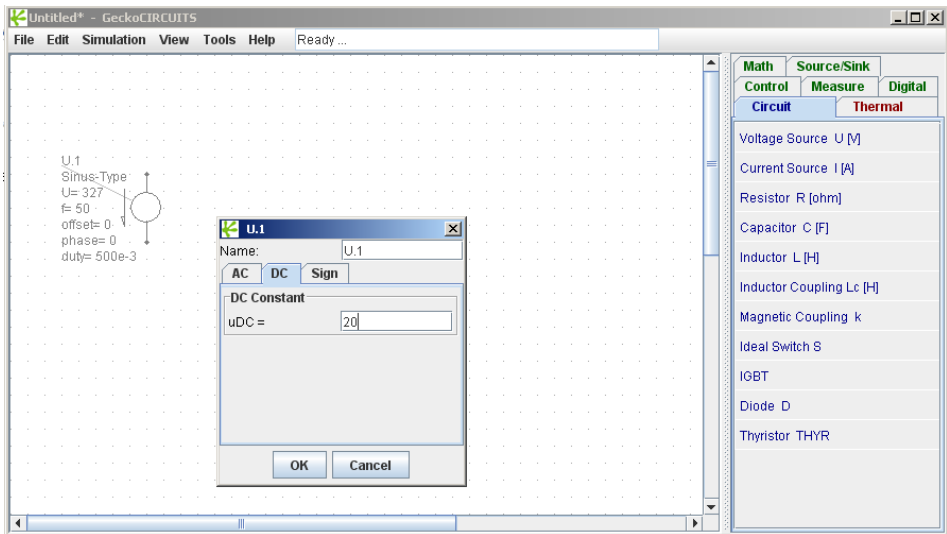 Untitled* - GeckoCIRCUITS
File Edit Simulation View Tools Help Ready ...
Math Source/Sink
Control Measure Digital
Circuit Thermal
Voltage Source U [V]
Current Source I [A]
Resistor R [ohm]
Capacitor C [F]
Inductor L [H]
Inductor Coupling Lc [H]
Magnetic Coupling k
Ideal Switch S
IGBT
Diode D
Thyristor THYR
U.1
Sinus-Type
U= 327
f= 50
offset= 0
phase= 0
duty= 500e-3
U.1
Name: U.1
AC DC Sign
DC Constant
uDC = 20
OK Cancel